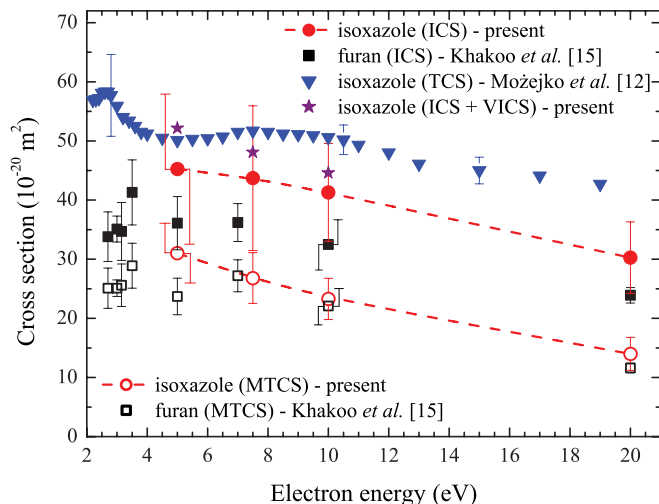 isoxazole (ICS) - present
furan (ICS) - Khakoo et al. [15]
isoxazole (TCS) - Możejko et al. [12]
isoxazole (ICS + VICS) - present
70
60
50
40
30
20
10
0
Cross section (10⁻²⁰ m²)
isoxazole (MTCS) - present
furan (MTCS) - Khakoo et al. [15]
2 4 6 8 10 12 14 16 18 20
Electron energy (eV)